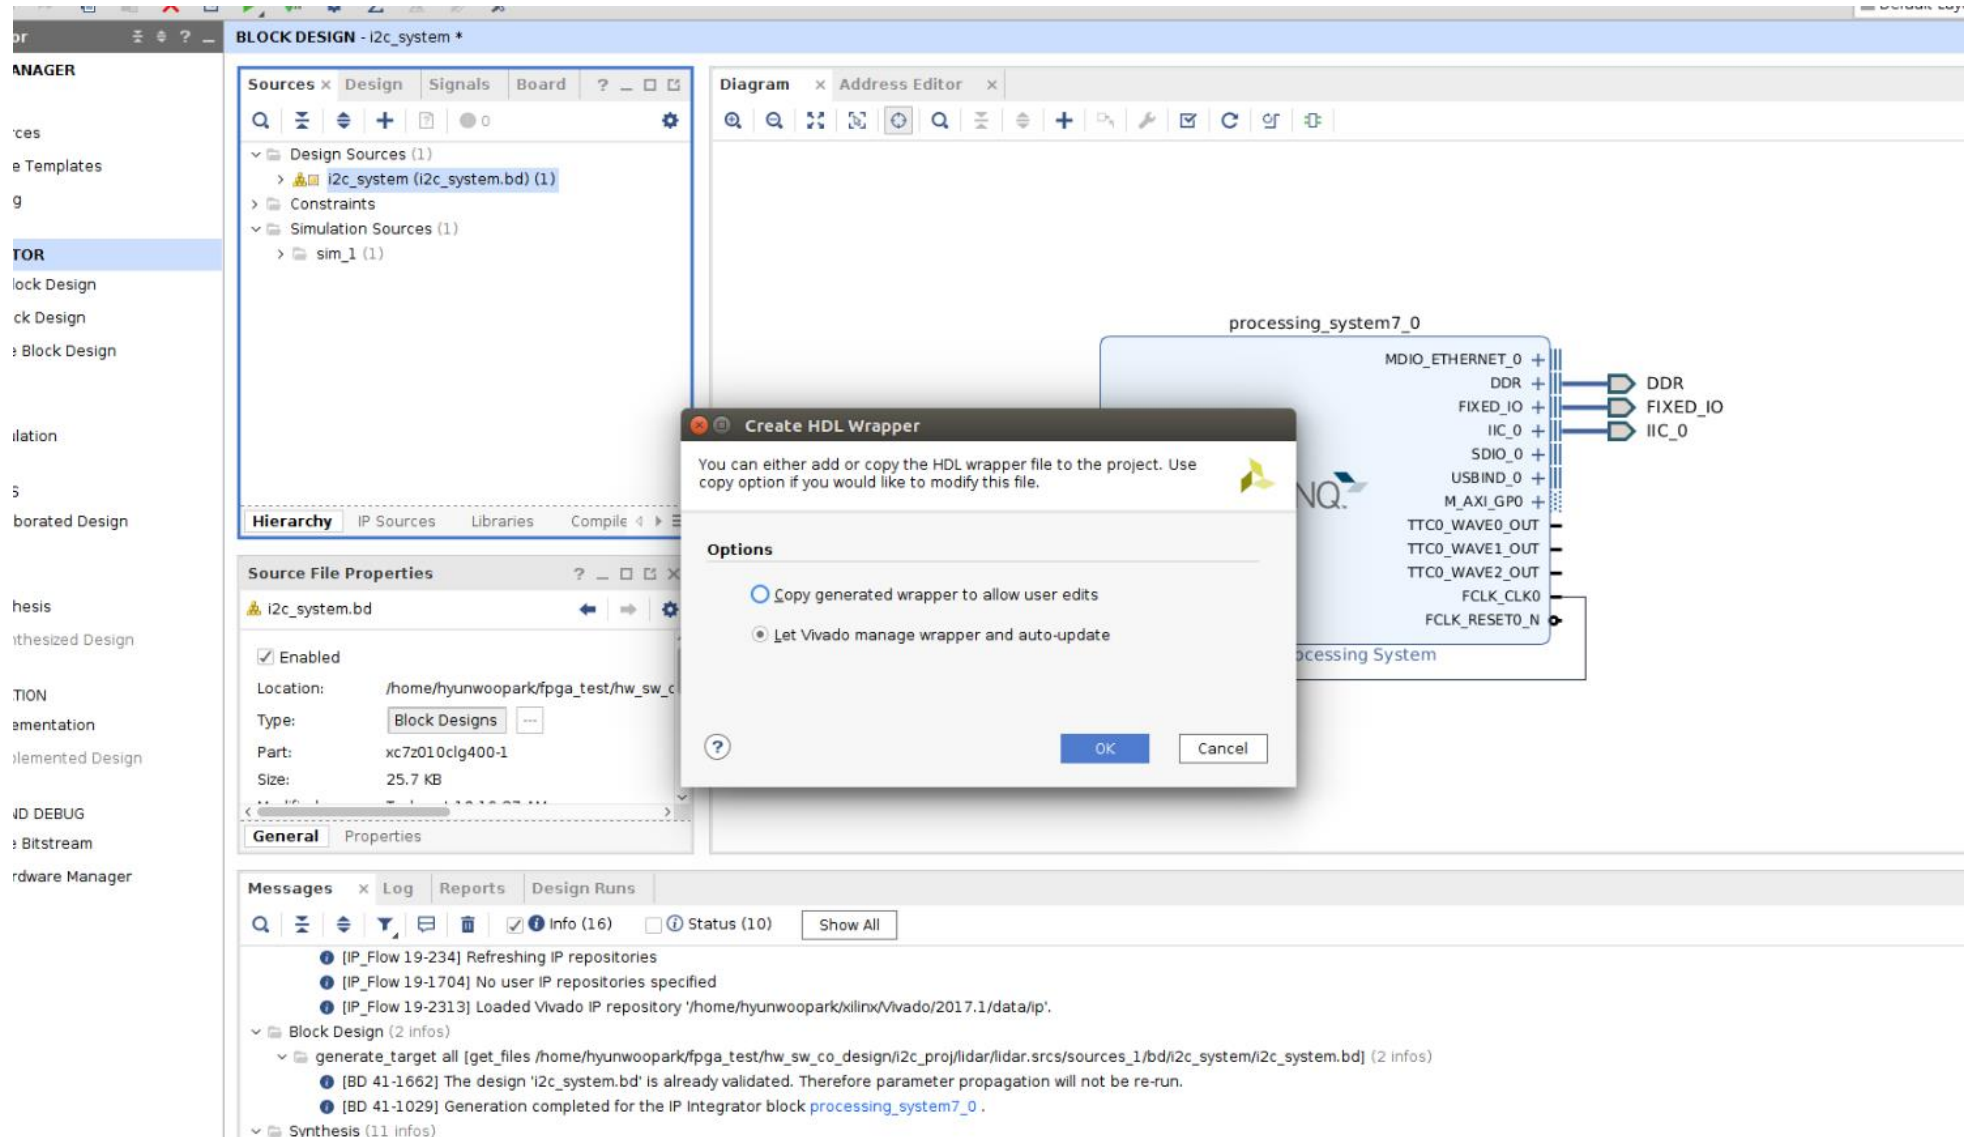 Default Lay
or
? _
BLOCK DESIGN - i2c_system *
ANAGER
rces
e Templates
g
TOR
lock Design
ck Design
e Block Design
ulation
S
borated Design
hesis
nthesized Design
TION
ementation
plemented Design
ND DEBUG
e Bitstream
rdware Manager
Sources × Design Signals Board ? _
0
Design Sources (1)
i2c_system (i2c_system.bd) (1)
Constraints
Simulation Sources (1)
sim_1 (1)
Hierarchy IP Sources Libraries Compile
Source File Properties ? _ ×
i2c_system.bd
Enabled
Location: /home/hyunwoopark/fpga_test/hw_sw_c
Type: Block Designs ...
Part: xc7z010clg400-1
Size: 25.7 KB
General Properties
Diagram × Address Editor ×
processing_system7_0
MDIO_ETHERNET_0
DDR
FIXED_IO
IIC_0
SDIO_0
USBIND_0
M_AXI_GP0
TTC0_WAVE0_OUT
TTC0_WAVE1_OUT
TTC0_WAVE2_OUT
FCLK_CLK0
FCLK_RESET0_N
DDR
FIXED_IO
IIC_0
NQ.
ocessing System
Create HDL Wrapper
You can either add or copy the HDL wrapper file to the project. Use
copy option if you would like to modify this file.
Options
Copy generated wrapper to allow user edits
Let Vivado manage wrapper and auto-update
? OK Cancel
Messages × Log Reports Design Runs
Info (16) Status (10) Show All
[IP_Flow 19-234] Refreshing IP repositories
[IP_Flow 19-1704] No user IP repositories specified
[IP_Flow 19-2313] Loaded Vivado IP repository '/home/hyunwoopark/xilinx/Vivado/2017.1/data/ip'.
Block Design (2 infos)
generate_target all [get_files /home/hyunwoopark/fpga_test/hw_sw_co_design/i2c_proj/lidar/lidar.srcs/sources_1/bd/i2c_system/i2c_system.bd] (2 infos)
[BD 41-1662] The design 'i2c_system.bd' is already validated. Therefore parameter propagation will not be re-run.
[BD 41-1029] Generation completed for the IP Integrator block processing_system7_0 .
Synthesis (11 infos)